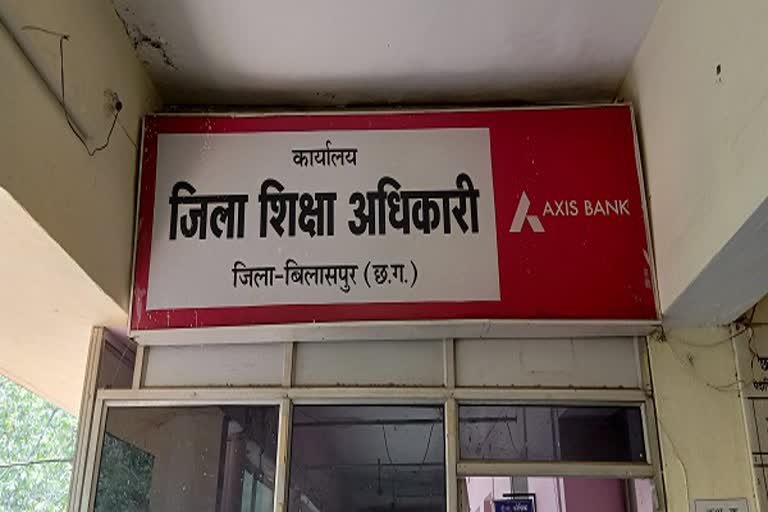 कार्यालय
जिला शिक्षा अधिकारी
जिला-बिलासपुर (छ.ग.)
AXIS BANK